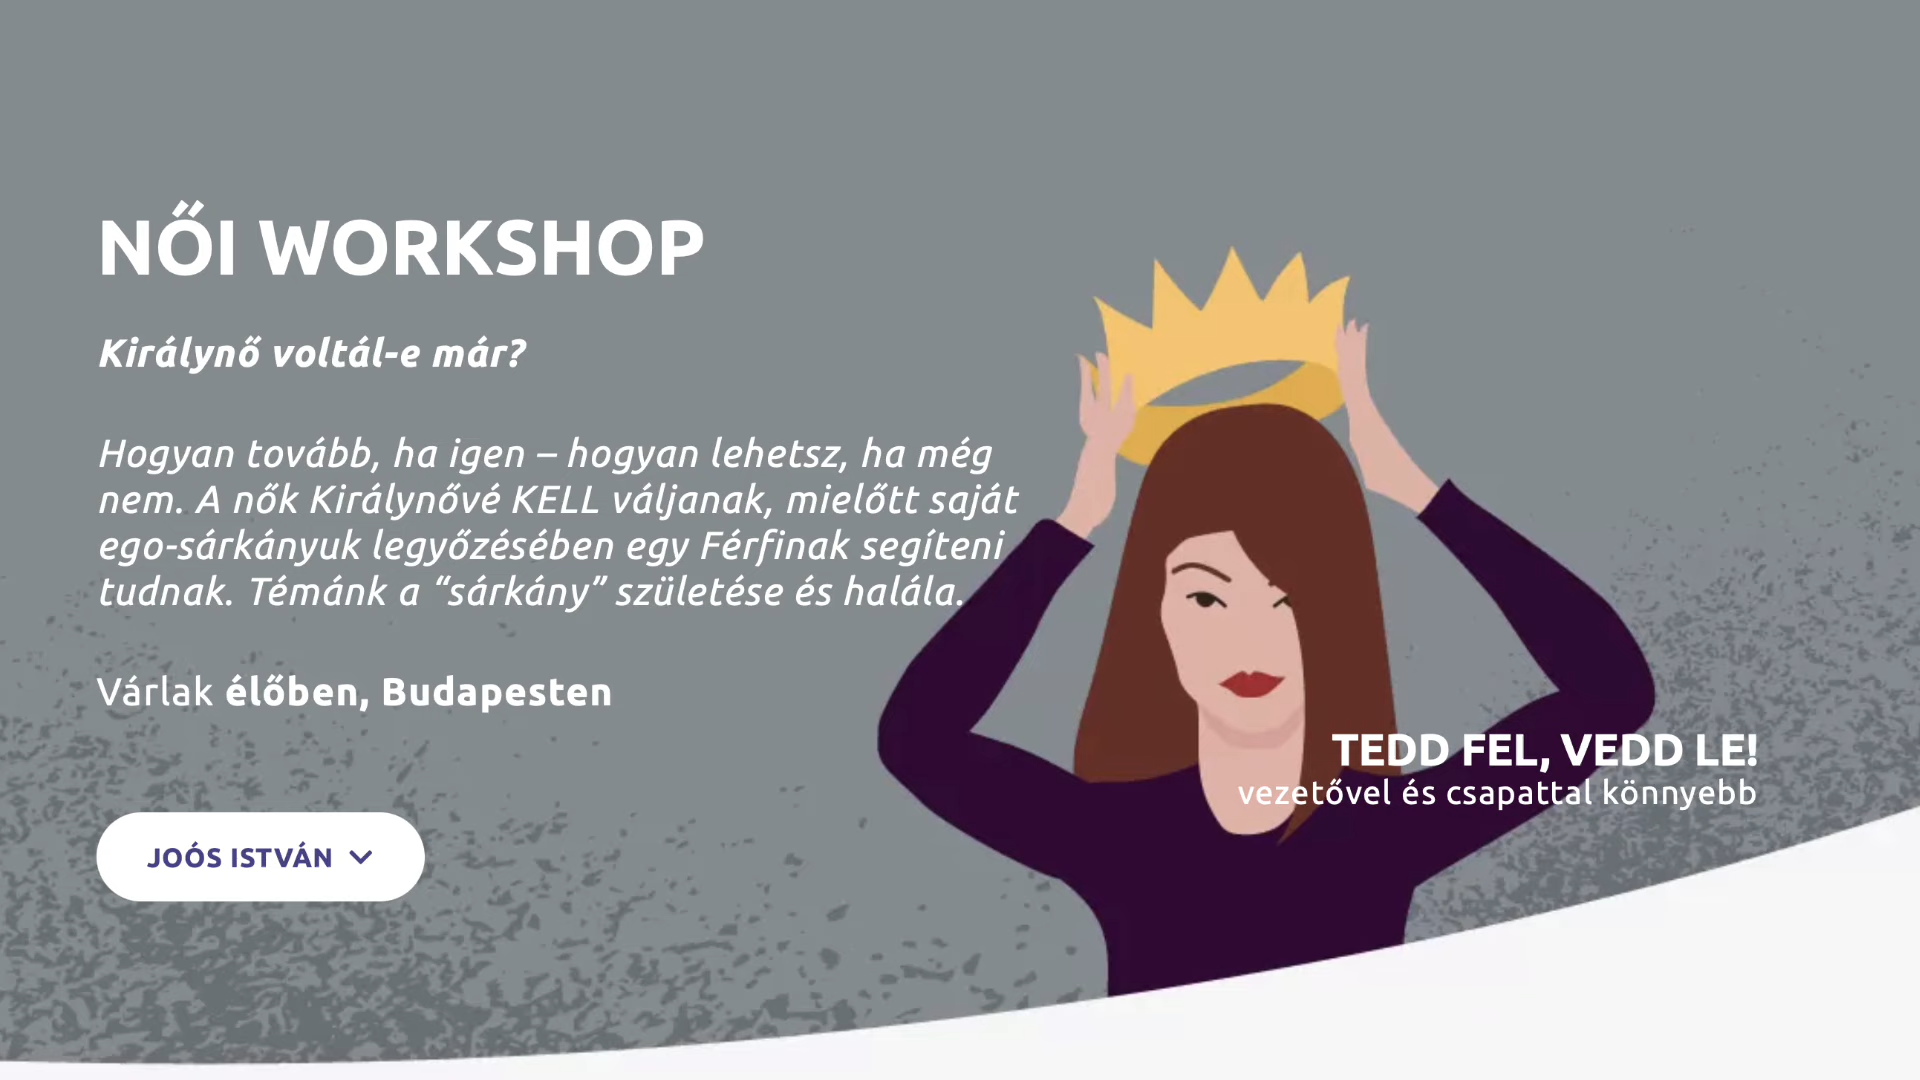 NŐI WORKSHOP
Királynő voltál-e már?
Hogyan tovább, ha igen – hogyan lehetsz, ha még
nem. A nők Királynővé KELL váljanak, mielőtt saját
ego-sárkányuk legyőzésében egy Férfinak segíteni
tudnak. Témánk a “sárkány” születése és halála.
Várlak élőben, Budapesten
TEDD FEL, VEDD LE!
vezetővel és csapattal könnyebb
JOÓS ISTVÁN